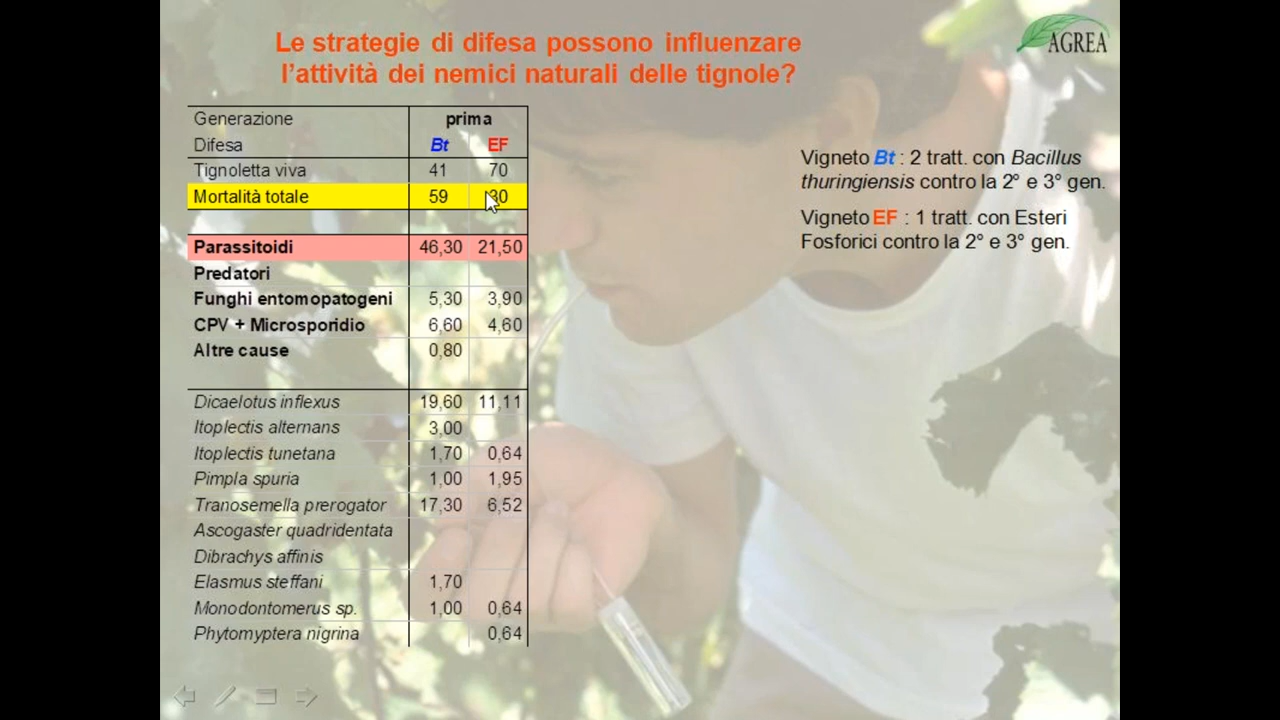 Le strategie di difesa possono influenzare
l'attività dei nemici naturali delle tignole?
AGREA
Generazione prima
Difesa Bt EF
Tignoletta viva 41 70
Mortalità totale 59 30
Parassitoidi 46,30 21,50
Predatori
Funghi entomopatogeni 5,30 3,90
CPV + Microsporidio 6,60 4,60
Altre cause 0,80
Dicaelotus inflexus 19,60 11,11
Itoplectis alternans 3,00
Itoplectis tunetana 1,70 0,64
Pimpla spuria 1,00 1,95
Tranosemella prerogator 17,30 6,52
Ascogaster quadridentata
Dibrachys affinis
Elasmus steffani 1,70
Monodontomerus sp. 1,00 0,64
Phytomyptera nigrina 0,64
Vigneto Bt : 2 tratt. con Bacillus
thuringiensis contro la 2° e 3° gen.
Vigneto EF : 1 tratt. con Esteri
Fosforici contro la 2° e 3° gen.